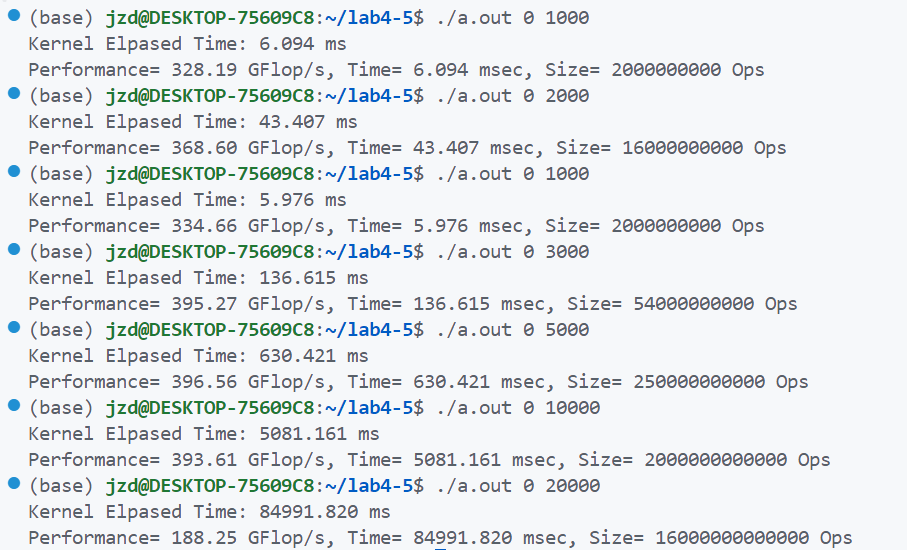 (base) jzd@DESKTOP-75609C8:~/lab4-5$ ./a.out 0 1000
Kernel Elpased Time: 6.094 ms
Performance= 328.19 GFlop/s, Time= 6.094 msec, Size= 2000000000 Ops
(base) jzd@DESKTOP-75609C8:~/lab4-5$ ./a.out 0 2000
Kernel Elpased Time: 43.407 ms
Performance= 368.60 GFlop/s, Time= 43.407 msec, Size= 16000000000 Ops
(base) jzd@DESKTOP-75609C8:~/lab4-5$ ./a.out 0 1000
Kernel Elpased Time: 5.976 ms
Performance= 334.66 GFlop/s, Time= 5.976 msec, Size= 2000000000 Ops
(base) jzd@DESKTOP-75609C8:~/lab4-5$ ./a.out 0 3000
Kernel Elpased Time: 136.615 ms
Performance= 395.27 GFlop/s, Time= 136.615 msec, Size= 54000000000 Ops
(base) jzd@DESKTOP-75609C8:~/lab4-5$ ./a.out 0 5000
Kernel Elpased Time: 630.421 ms
Performance= 396.56 GFlop/s, Time= 630.421 msec, Size= 250000000000 Ops
(base) jzd@DESKTOP-75609C8:~/lab4-5$ ./a.out 0 10000
Kernel Elpased Time: 5081.161 ms
Performance= 393.61 GFlop/s, Time= 5081.161 msec, Size= 2000000000000 Ops
(base) jzd@DESKTOP-75609C8:~/lab4-5$ ./a.out 0 20000
Kernel Elpased Time: 84991.820 ms
Performance= 188.25 GFlop/s, Time= 84991.820 msec, Size= 16000000000000 Ops